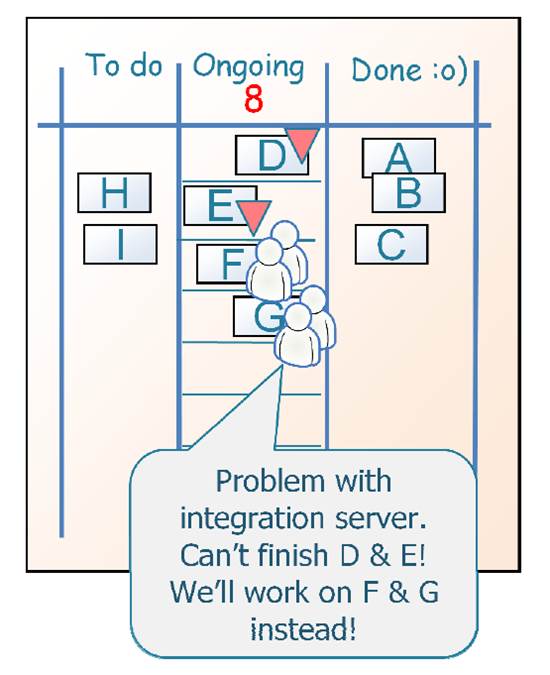 To do Ongoing Done :o)
8
D A
H E B
I F C
G
Problem with
integration server.
Can't finish D & E!
We'll work on F & G
instead!